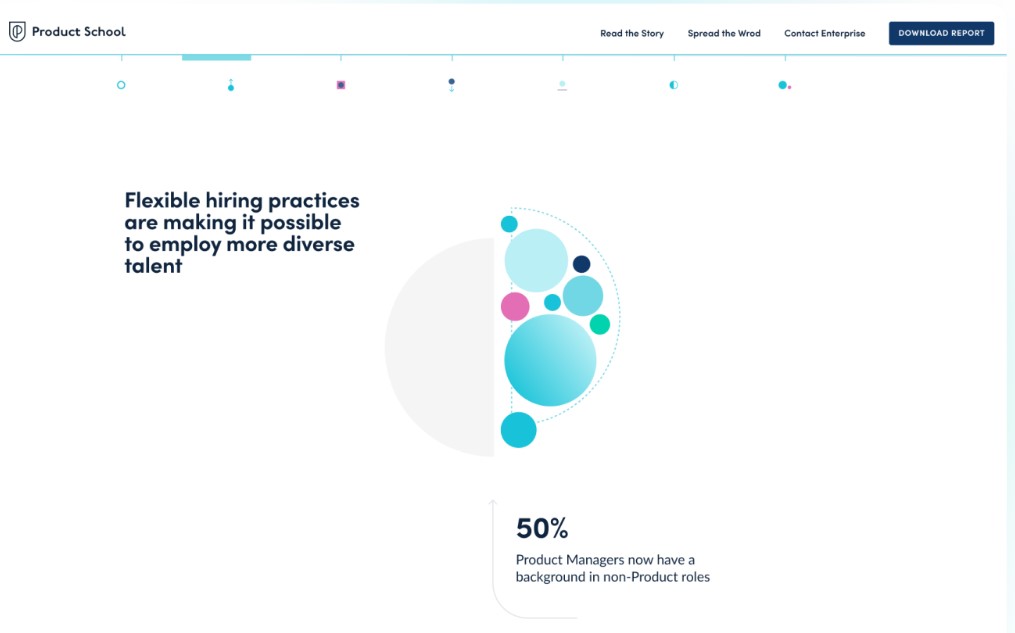 Product School
Read the Story
Spread the Wrod
Contact Enterprise
DOWNLOAD REPORT
Flexible hiring practices
are making it possible
to employ more diverse
talent
50%
Product Managers now have a
background in non-Product roles